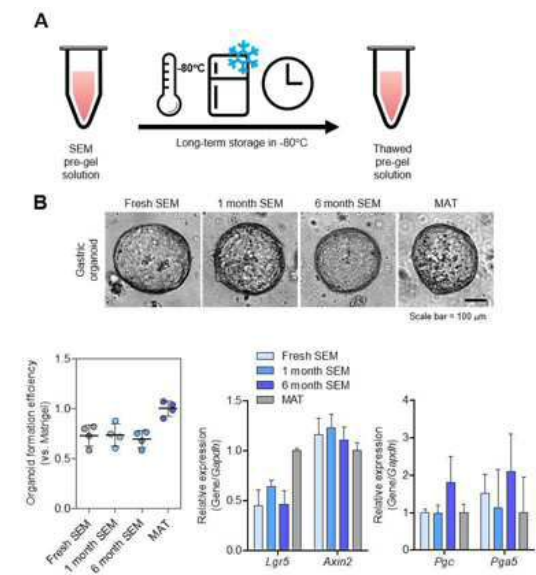 A
-80°C
SEM
pre-gel
solution
Long-term storage in -80°C
Thawed
pre-gel
solution
B
Fresh SEM 1 month SEM 6 month SEM MAT
Gastric
organoid
Scale bar = 100 μm
Organoid formation efficiency
(vs. Matrigel)
1.5
1.0
0.5
0.0
Fresh SEM
1 month SEM
6 month SEM
MAT
Fresh SEM
1 month SEM
6 month SEM
MAT
Relative expression
(Gene/Gapdh)
1.5
1.0
0.5
0.0
Lgr5 Axin2
Relative expression
(Gene/Gapdh)
4
2
0
Pgc Pga5